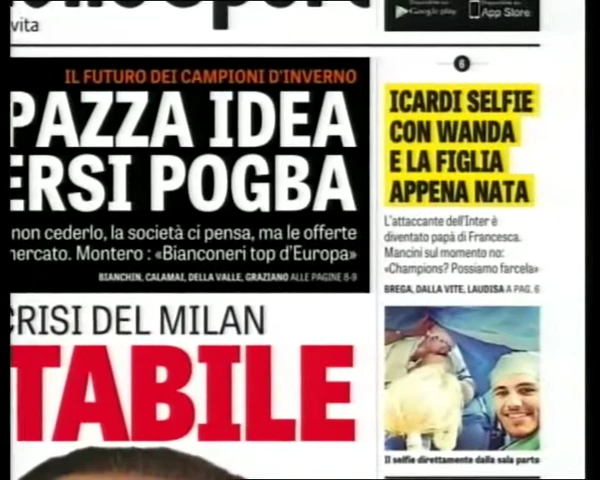 vita
Google play
App Store
IL FUTURO DEI CAMPIONI D'INVERNO
PAZZA IDEA
ERSI POGBA
non cederlo, la società ci pensa, ma le offerte
mercato. Montero : «Bianconeri top d'Europa»
BIANCHIN, CALAMAI, DELLA VALLE, GRAZIANO ALLE PAGINE 8-9
CRISI DEL MILAN
TABILE
6
ICARDI SELFIE
CON WANDA
E LA FIGLIA
APPENA NATA
L'attaccante dell'Inter è
diventato papà di Francesca.
Mancini sul momento no:
«Champions? Possiamo farcela»
BREGA, DALLA VITE, LAUDISA A PAG. 6
Il selfie direttamente dalla sala parto